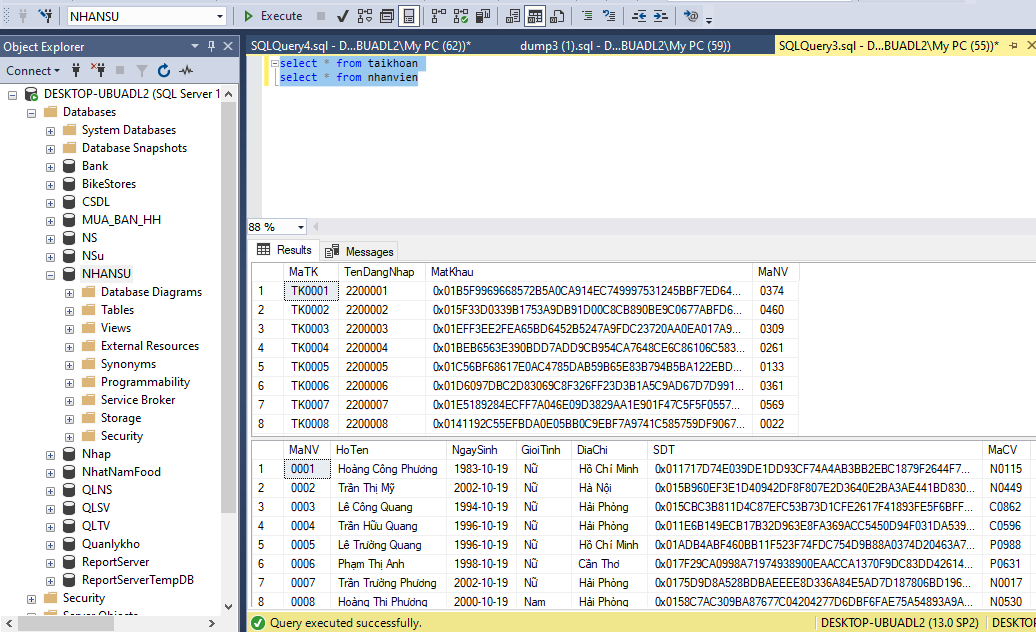 NHANSU Execute
Object Explorer
SQLQuery4.sql - D...BUADL2\My PC (62))* dump3 (1).sql - D...BUADL2\My PC (59)) SQLQuery3.sql - D...BUADL2\My PC (55))*
Connect
DESKTOP-UBUADL2 (SQL Server 1
Databases
System Databases
Database Snapshots
Bank
BikeStores
CSDL
MUA_BAN_HH
NS
NSu
NHANSU
Database Diagrams
Tables
Views
External Resources
Synonyms
Programmability
Service Broker
Storage
Security
Nhap
NhatNamFood
QLNS
QLSV
QLTV
Quanlykho
ReportServer
ReportServerTempDB
Security
Server Objects
select * from taikhoan
select * from nhanvien
88 %
Results Messages
MaTK TenDangNhap MatKhau MaNV
1 TK0001 2200001 0x01B5F9969668572B5A0CA914EC749997531245BBF7ED64... 0374
2 TK0002 2200002 0x015F33D0339B1753A9DB91D00C8CB890BE9C0677ABFD6... 0460
3 TK0003 2200003 0x01EFF3EE2FEA65BD6452B5247A9FDC23720AA0EA017A9... 0309
4 TK0004 2200004 0x01BEB6563E390BDD7ADD9CB954CA7648CE6C86106C583... 0261
5 TK0005 2200005 0x01C56BF68617E0AC4785DAB59B65E83B794B5BA122EBD... 0133
6 TK0006 2200006 0x01D6097DBC2D83069C8F326FF23D3B1A5C9AD67D7D991... 0361
7 TK0007 2200007 0x01E5189284ECFF7A046E09D3829AA1E901F47C5F5F0557... 0569
8 TK0008 2200008 0x0141192C55EFBDA0E05BB0C9EBF7A9741C585759DF9067... 0022
MaNV HoTen NgaySinh GioiTinh DiaChi SDT MaCV
1 0001 Hoàng Công Phương 1983-10-19 Nữ Hồ Chí Minh 0x011717D74E039DE1DD93CF74A4AB3BB2EBC1879F2644F7... N0115
2 0002 Trần Thị Mỹ 2002-10-19 Nữ Hà Nội 0x015B960EF3E1D40942DF8F807E2D3640E2BA3AE441BD830... N0449
3 0003 Lê Công Quang 1994-10-19 Nữ Hải Phòng 0x015CBC3B811D4C87EFC53B73D1CFE2617F41893FE5F6BFF... C0862
4 0004 Trần Hữu Quang 1996-10-19 Nữ Hải Phòng 0x011E6B149ECB17B32D963E8FA369ACC5450D94F031DA539... C0596
5 0005 Lê Trường Quang 1996-10-19 Nữ Hồ Chí Minh 0x01ADB4ABF460BB11F523F74FDC754D9B88A0374D20463A7... P0988
6 0006 Phạm Thị Anh 1998-10-19 Nữ Cần Thơ 0x017F29CA0998A71974938900EAACCA1370F9DC83DD42614... P0631
7 0007 Trần Trường Phương 2002-10-19 Nữ Hải Phòng 0x0175D9D8A528BDBAEEEE8D336A84E5AD7D187806BD196... N0017
8 0008 Hoàng Thị Phương 2000-10-19 Nam Hải Phòng 0x0158C7AC309BA87677C04204277D6DBF6FAE75A54893A9A... N0530
Query executed successfully. DESKTOP-UBUADL2 (13.0 SP2) DESKTO